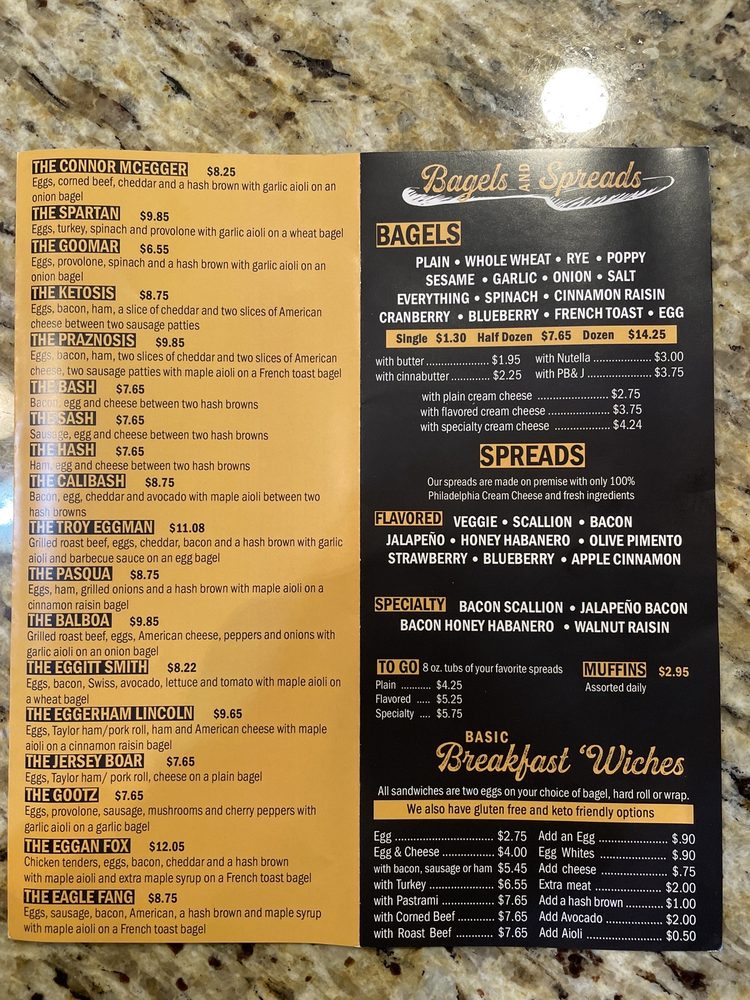 THE CONNOR MCEGGER $8.25
Eggs, corned beef, cheddar and a hash brown with garlic aioli on an
onion bagel
THE SPARTAN $9.85
Eggs, turkey, spinach and provolone with garlic aioli on a wheat bagel
THE GOOMAR $6.55
Eggs, provolone, spinach and a hash brown with garlic aioli on an
onion bagel
THE KETOSIS $8.75
Eggs, bacon, ham, a slice of cheddar and two slices of American
cheese between two sausage patties
THE PRAZNOSIS $9.85
Eggs, bacon, ham, two slices of cheddar and two slices of American
cheese, two sausage patties with maple aioli on a French toast bagel
THE BASH $7.65
Bacon, egg and cheese between two hash browns
THE SASH $7.65
Sausage, egg and cheese between two hash browns
THE HASH $7.65
Ham, egg and cheese between two hash browns
THE CALIBASH $8.75
Bacon, egg, cheddar and avocado with maple aioli between two
hash browns
THE TROY EGGMAN $11.08
Grilled roast beef, eggs, cheddar, bacon and a hash brown with garlic
aioli and barbecue sauce on an egg bagel
THE PASQUA $8.75
Eggs, ham, grilled onions and a hash brown with maple aioli on a
cinnamon raisin bagel
THE BALBOA $9.85
Grilled roast beef, eggs, American cheese, peppers and onions with
garlic aioli on an onion bagel
THE EGGITT SMITH $8.22
Eggs, bacon, Swiss, avocado, lettuce and tomato with maple aioli on
a wheat bagel
THE EGGERHAM LINCOLN $9.65
Eggs, Taylor ham/pork roll, ham and American cheese with maple
aioli on a cinnamon raisin bagel
THE JERSEY BOAR $7.65
Eggs, Taylor ham/ pork roll, cheese on a plain bagel
THE GOOTZ $7.65
Eggs, provolone, sausage, mushrooms and cherry peppers with
garlic aioli on a garlic bagel
THE EGGAN FOX $12.05
Chicken tenders, eggs, bacon, cheddar and a hash brown
with maple aioli and extra maple syrup on a French toast bagel
THE EAGLE FANG $8.75
Eggs, sausage, bacon, American, a hash brown and maple syrup
with maple aioli on a French toast bagel
Bagels AND Spreads
BAGELS
PLAIN • WHOLE WHEAT • RYE • POPPY
SESAME • GARLIC • ONION • SALT
EVERYTHING • SPINACH • CINNAMON RAISIN
CRANBERRY • BLUEBERRY • FRENCH TOAST • EGG
Single $1.30 Half Dozen $7.65 Dozen $14.25
with butter .................. $1.95 with Nutella ................ $3.00
with cinnabutter ............ $2.25 with PB& J ................... $3.75
with plain cream cheese ..................... $2.75
with flavored cream cheese .................. $3.75
with specialty cream cheese ................ $4.24
SPREADS
Our spreads are made on premise with only 100%
Philadelphia Cream Cheese and fresh ingredients
FLAVORED VEGGIE • SCALLION • BACON
JALAPEÑO • HONEY HABANERO • OLIVE PIMENTO
STRAWBERRY • BLUEBERRY • APPLE CINNAMON
SPECIALTY BACON SCALLION • JALAPEÑO BACON
BACON HONEY HABANERO • WALNUT RAISIN
TO GO 8 oz. tubs of your favorite spreads
Plain .......... $4.25
Flavored ..... $5.25
Specialty .... $5.75
MUFFINS $2.95
Assorted daily
BASIC
Breakfast 'Wiches
All sandwiches are two eggs on your choice of bagel, hard roll or wrap.
We also have gluten free and keto friendly options
Egg ............................ $2.75 Add an Egg .................... $.90
Egg & Cheese ............... $4.00 Egg Whites .................... $.90
with bacon, sausage or ham $5.45 Add cheese .................... $.75
with Turkey ................... $6.55 Extra meat .................... $2.00
with Pastrami ................ $7.65 Add a hash brown ........... $1.00
with Corned Beef ........... $7.65 Add Avocado ................. $2.00
with Roast Beef ............ $7.65 Add Aioli ...................... $0.50